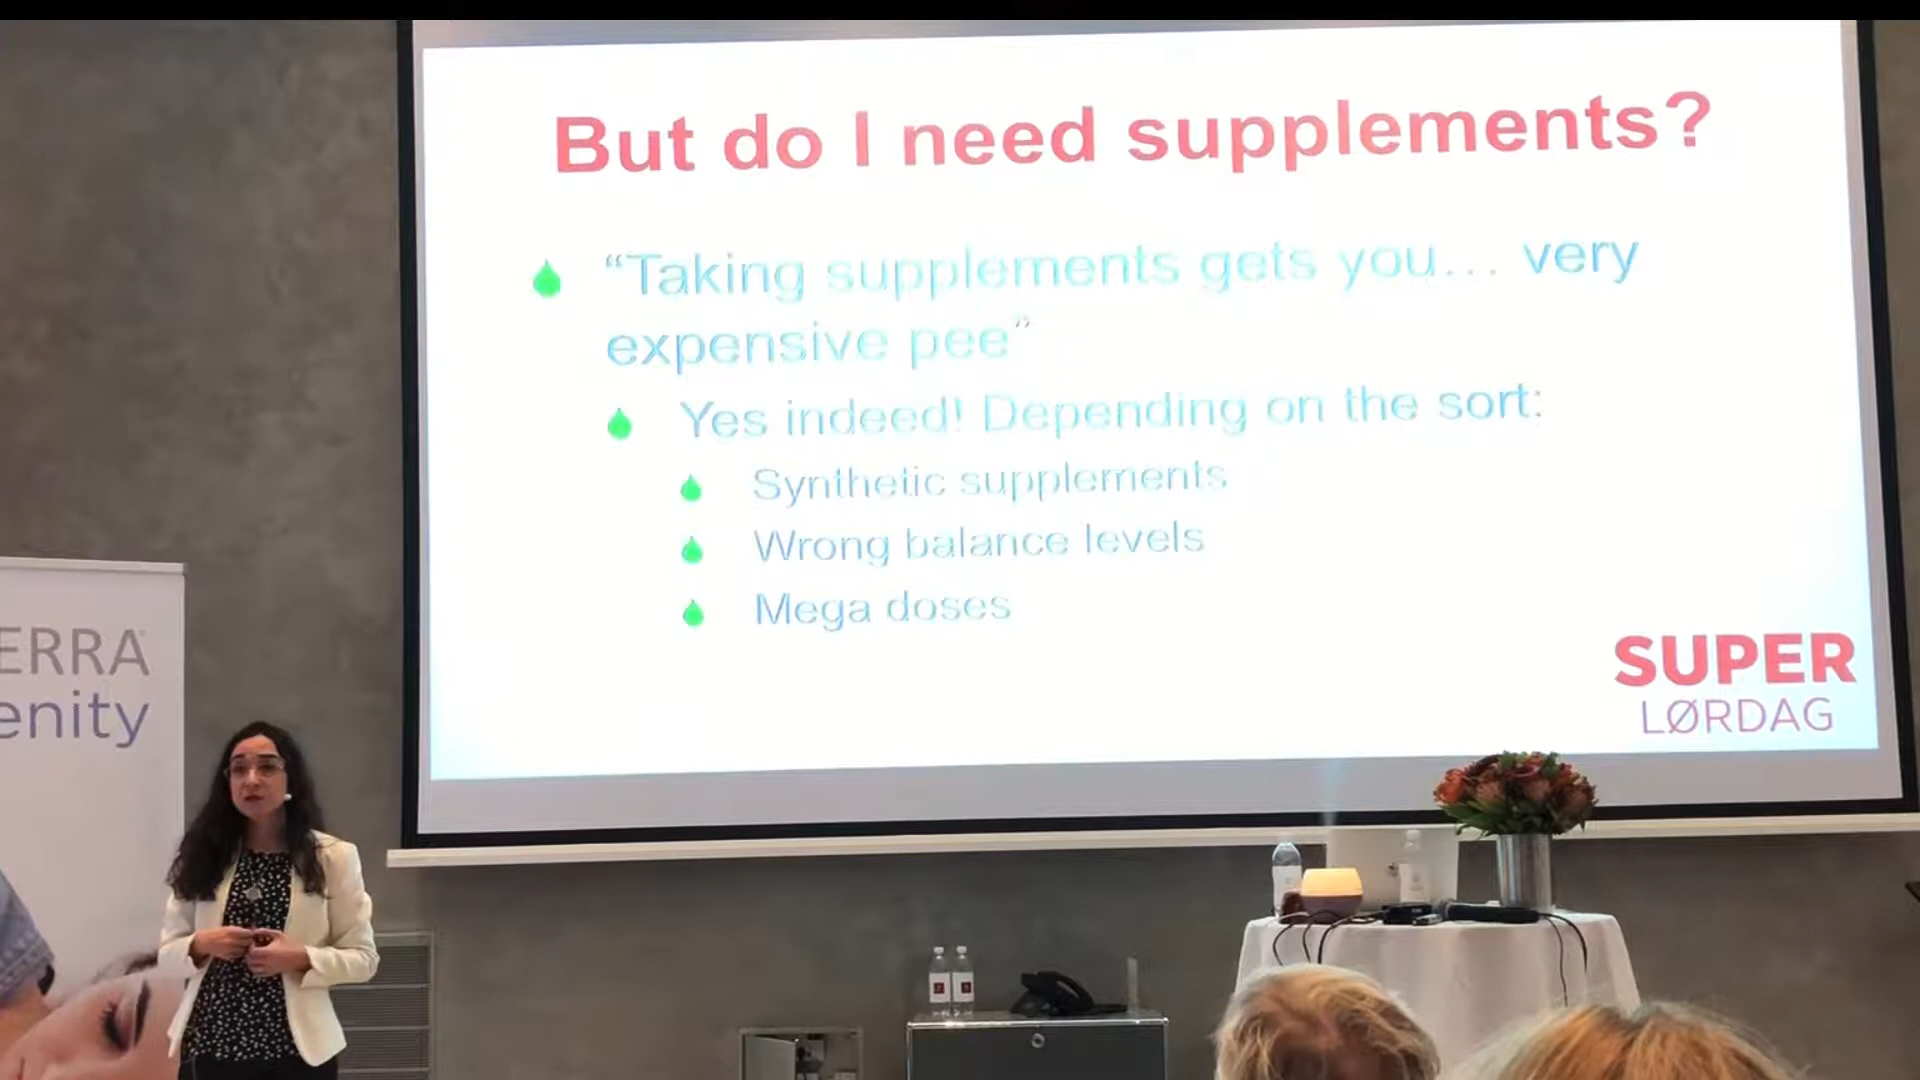 But do I need supplements?
“Taking supplements gets you... very
expensive pee”
Yes indeed! Depending on the sort:
Synthetic supplements
Wrong balance levels
Mega doses
SUPER
LØRDAG
ERRA
enity